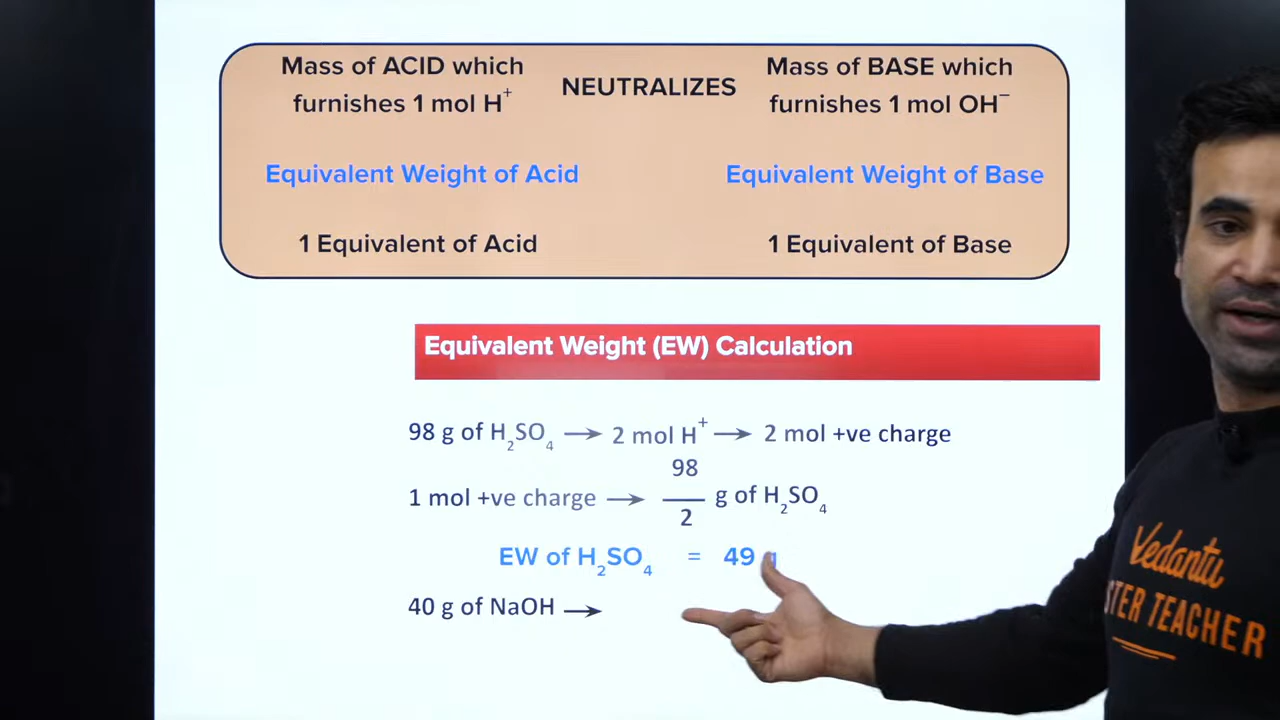 Mass of ACID which
furnishes 1 mol H⁺
NEUTRALIZES
Mass of BASE which
furnishes 1 mol OH⁻
Equivalent Weight of Acid
Equivalent Weight of Base
1 Equivalent of Acid
1 Equivalent of Base
Equivalent Weight (EW) Calculation
98 g of H₂SO₄ → 2 mol H⁺ → 2 mol +ve charge
98
1 mol +ve charge → — g of H₂SO₄
2
EW of H₂SO₄ = 49 g
40 g of NaOH →
Vedantu
TER TEACHER